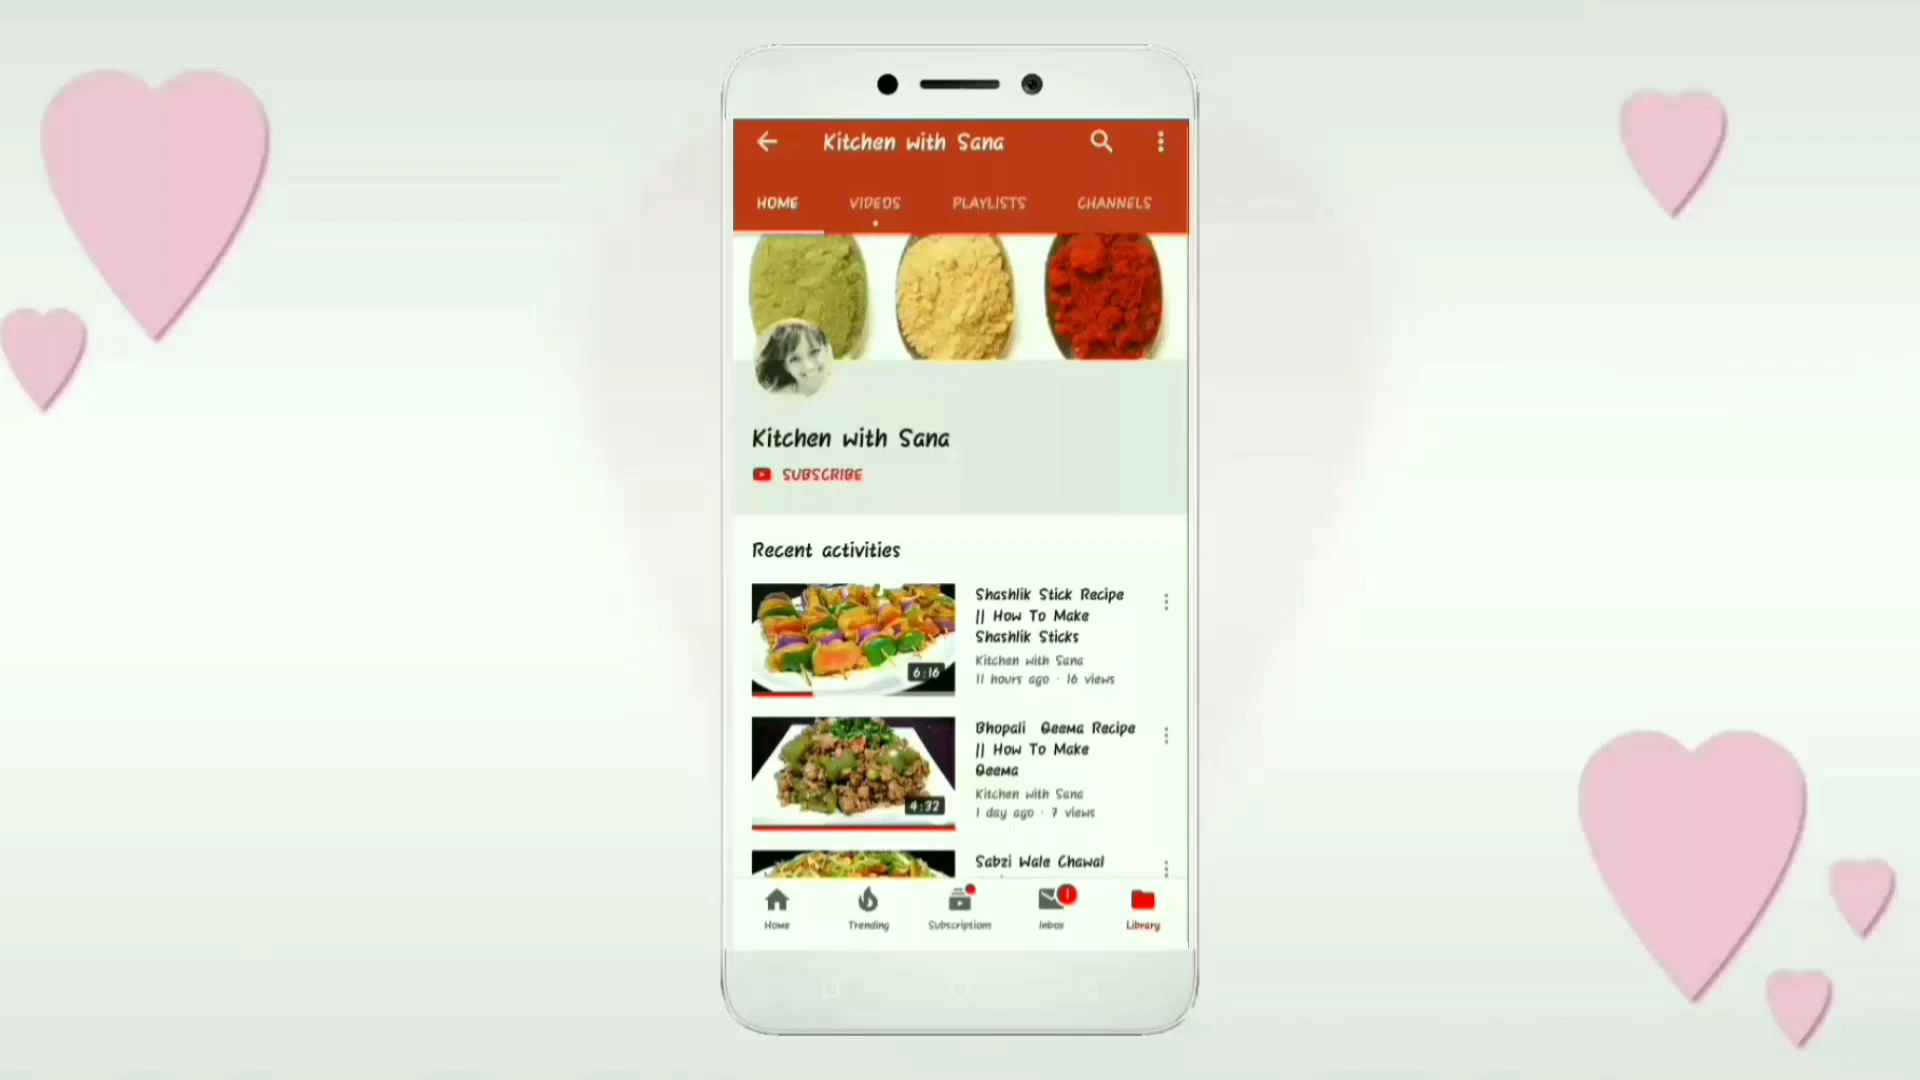 Kitchen with Sana
HOME VIDEOS PLAYLISTS CHANNELS
Kitchen with Sana
SUBSCRIBE
Recent activities
Shashlik Stick Recipe
|| How To Make
Shashlik Sticks
Kitchen with Sana
11 hours ago · 16 views
6:16
Bhopali Qeema Recipe
|| How To Make
Qeema
Kitchen with Sana
1 day ago · 7 views
4:32
Sabzi Wale Chawal
1
Home Trending Subscriptions Inbox Library